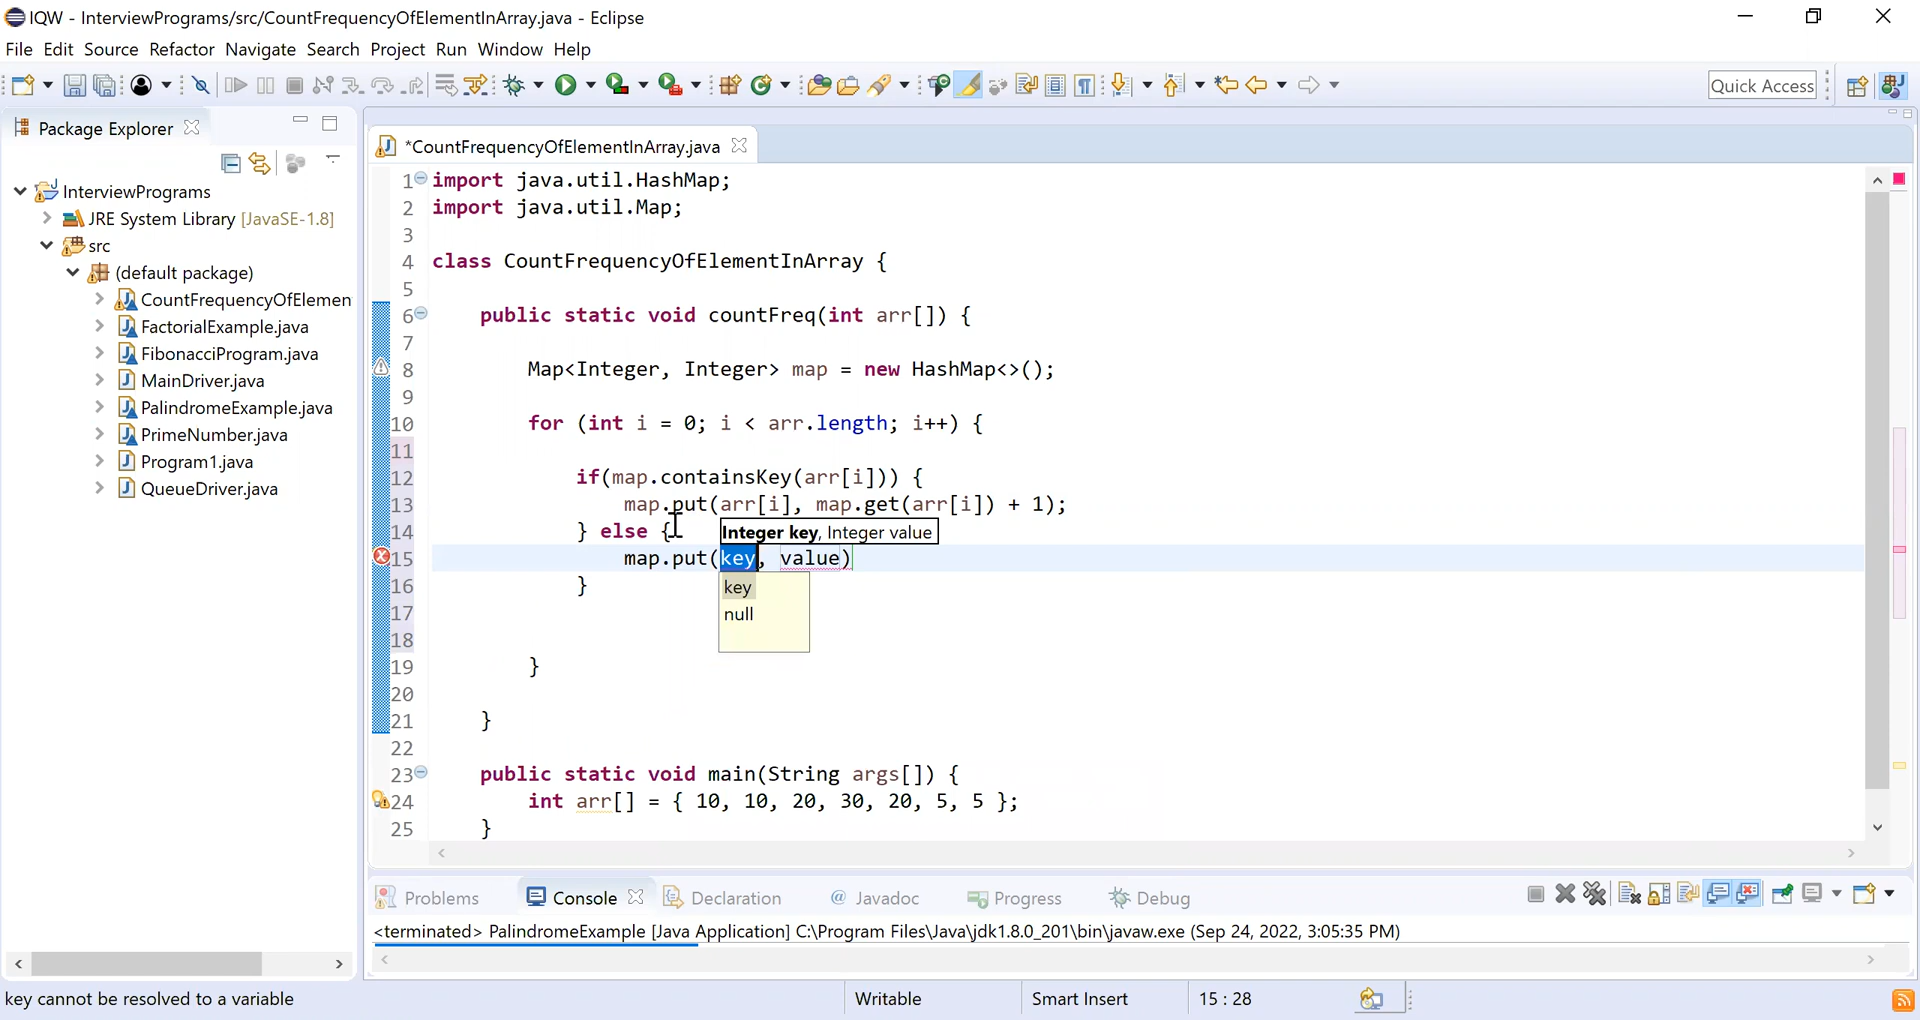 IQW - InterviewPrograms/src/CountFrequencyOfElementInArray.java - Eclipse
File Edit Source Refactor Navigate Search Project Run Window Help
Quick Access
Package Explorer
InterviewPrograms
JRE System Library [JavaSE-1.8]
src
(default package)
CountFrequencyOfElemen
FactorialExample.java
FibonacciProgram.java
MainDriver.java
PalindromeExample.java
PrimeNumber.java
Program1.java
QueueDriver.java
*CountFrequencyOfElementInArray.java
1 import java.util.HashMap;
2 import java.util.Map;
3
4 class CountFrequencyOfElementInArray {
5
6 public static void countFreq(int arr[]) {
7
8 Map<Integer, Integer> map = new HashMap<>();
9
10 for (int i = 0; i < arr.length; i++) {
11
12 if(map.containsKey(arr[i])) {
13 map.put(arr[i], map.get(arr[i]) + 1);
14 } else {
Integer key, Integer value
15 map.put(key, value)
key
16 }
null
17
18
19 }
20
21 }
22
23 public static void main(String args[]) {
24 int arr[] = { 10, 10, 20, 30, 20, 5, 5 };
25 }
Problems Console Declaration @ Javadoc Progress Debug
<terminated> PalindromeExample [Java Application] C:\Program Files\Java\jdk1.8.0_201\bin\javaw.exe (Sep 24, 2022, 3:05:35 PM)
key cannot be resolved to a variable Writable Smart Insert 15 : 28